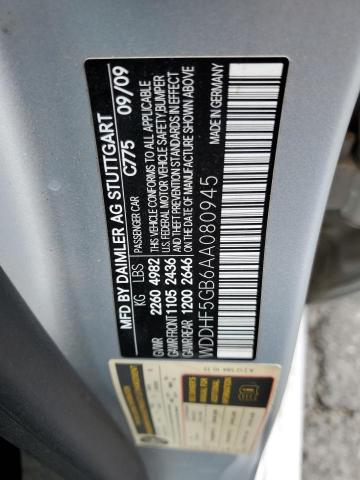 MFD BY DAIMLER AG STUTTGART
C775 09/09
PASSENGER CAR
THIS VEHICLE CONFORMS TO ALL APPLICABLE
FEDERAL MOTOR VEHICLE SAFETY, BUMPER
AND THEFT PREVENTION STANDARDS IN EFFECT
ON THE DATE OF MANUFACTURE SHOWN ABOVE
KG LBS
GVWR 2260 4982
GAWR FRONT 1105 2436
GAWR REAR 1200 2646
MADE IN GERMANY
WDDHF5GB6AA080945